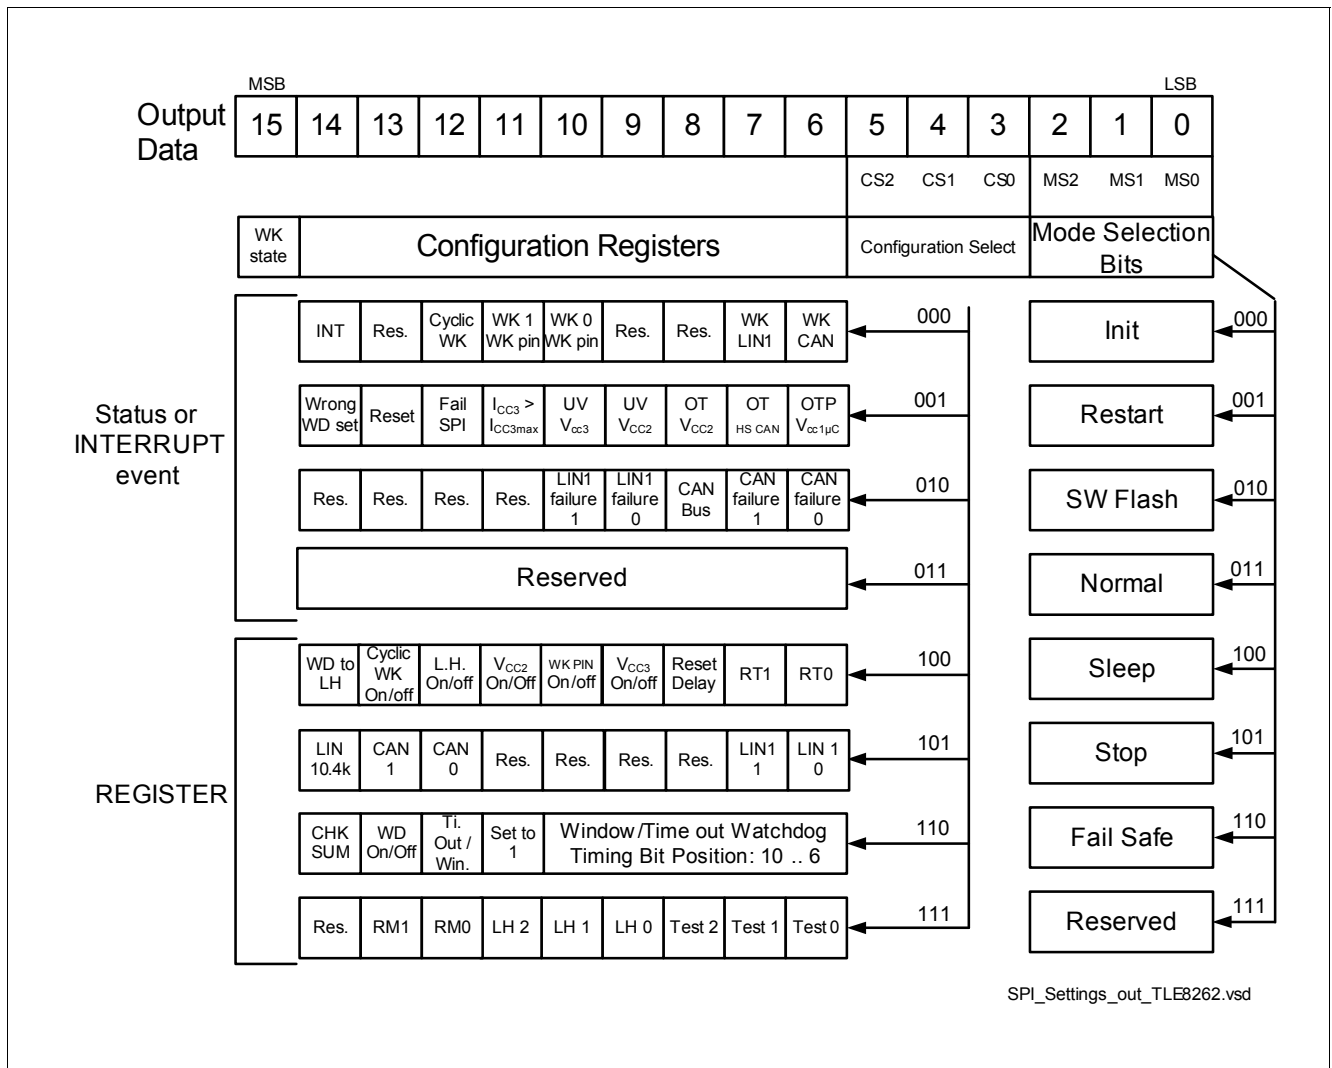 MSB LSB
Output Data 15 14 13 12 11 10 9 8 7 6 5 4 3 2 1 0
CS2 CS1 CS0 MS2 MS1 MS0
WK state
Configuration Registers
Configuration Select
Mode Selection Bits
Status or INTERRUPT event
INT Res. Cyclic WK WK 1 WK pin WK 0 WK pin Res. Res. WK LIN1 WK CAN 000 Init 000
Wrong WD set Reset Fail SPI ICC3 > ICC3max UV Vcc3 UV VCC2 OT VCC2 OT HS CAN OTP Vcc1µC 001 Restart 001
Res. Res. Res. Res. LIN1 failure 1 LIN1 failure 0 CAN Bus CAN failure 1 CAN failure 0 010 SW Flash 010
Reserved 011 Normal 011
REGISTER
WD to LH Cyclic WK On/off L.H. On/off VCC2 On/Off WK PIN On/off VCC3 On/off Reset Delay RT1 RT0 100 Sleep 100
LIN 10.4k CAN 1 CAN 0 Res. Res. Res. Res. LIN1 1 LIN 1 0 101 Stop 101
CHK SUM WD On/Off Ti. Out / Win. Set to 1 Window/Time out Watchdog Timing Bit Position: 10 .. 6 110 Fail Safe 110
Res. RM1 RM0 LH 2 LH 1 LH 0 Test 2 Test 1 Test 0 111 Reserved 111
SPI_Settings_out_TLE8262.vsd